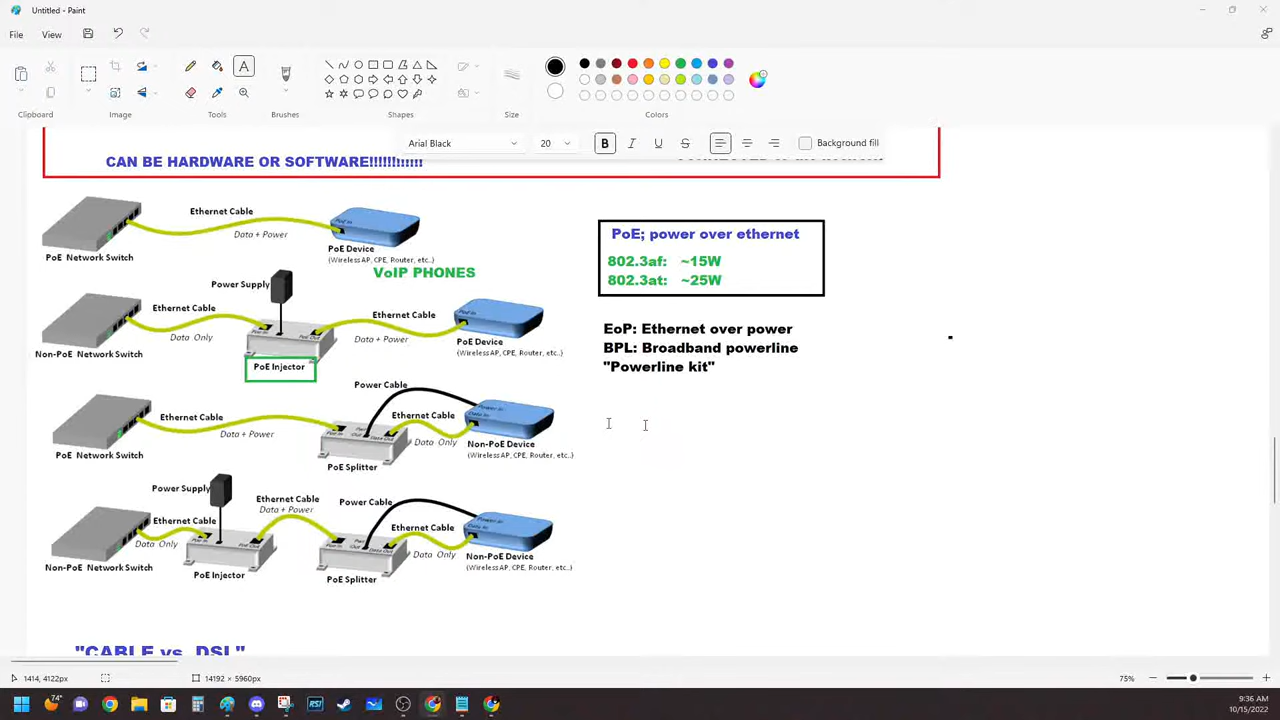 Untitled - Paint
File View
A
Clipboard Image Tools Brushes Shapes Size Colors
Arial Black 20 B I U S Background fill
CAN BE HARDWARE OR SOFTWARE!!!!!!!!!!!!
Ethernet Cable
Data + Power
PoE In
PoE Network Switch
PoE Device
(Wireless AP, CPE, Router, etc..)
VoIP PHONES
PoE; power over ethernet
802.3af: ~15W
802.3at: ~25W
Power Supply
Ethernet Cable
Data Only
Ethernet Cable
Data + Power
Non-PoE Network Switch
PoE Injector
PoE Device
(Wireless AP, CPE, Router, etc..)
EoP: Ethernet over power
BPL: Broadband powerline
"Powerline kit"
Power Cable
Ethernet Cable
Data + Power
Ethernet Cable
Data Only
PoE Network Switch
PoE Splitter
Non-PoE Device
(Wireless AP, CPE, Router, etc..)
Power Supply
Ethernet Cable
Data Only
Ethernet Cable
Data + Power
Power Cable
Ethernet Cable
Data Only
Non-PoE Network Switch
PoE Injector
PoE Splitter
Non-PoE Device
(Wireless AP, CPE, Router, etc..)
"CABLE vs. DSL"
1414, 4122px 14192 × 5960px 75%
74°
RSI
9:36 AM
10/15/2022